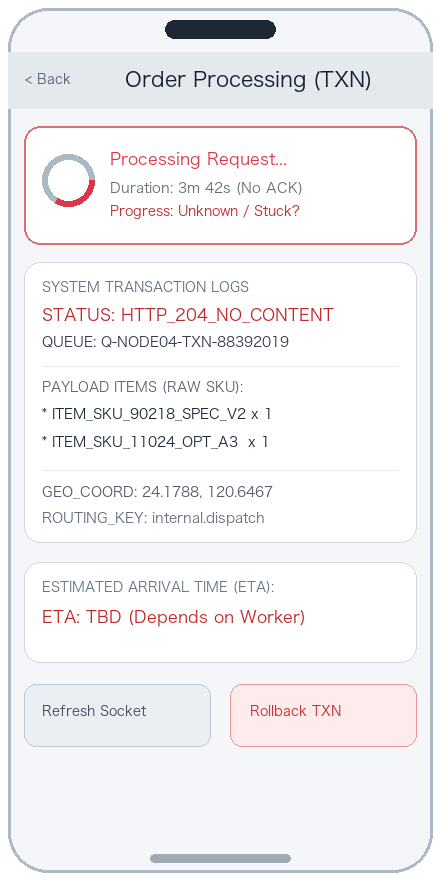 < Back
Order Processing (TXN)
Processing Request...
Duration: 3m 42s (No ACK)
Progress: Unknown / Stuck?
SYSTEM TRANSACTION LOGS
STATUS: HTTP_204_NO_CONTENT
QUEUE: Q-NODE04-TXN-88392019
PAYLOAD ITEMS (RAW SKU):
* ITEM_SKU_90218_SPEC_V2 x 1
* ITEM_SKU_11024_OPT_A3  x 1
GEO_COORD: 24.1788, 120.6467
ROUTING_KEY: internal.dispatch
ESTIMATED ARRIVAL TIME (ETA):
ETA: TBD (Depends on Worker)
Refresh Socket
Rollback TXN